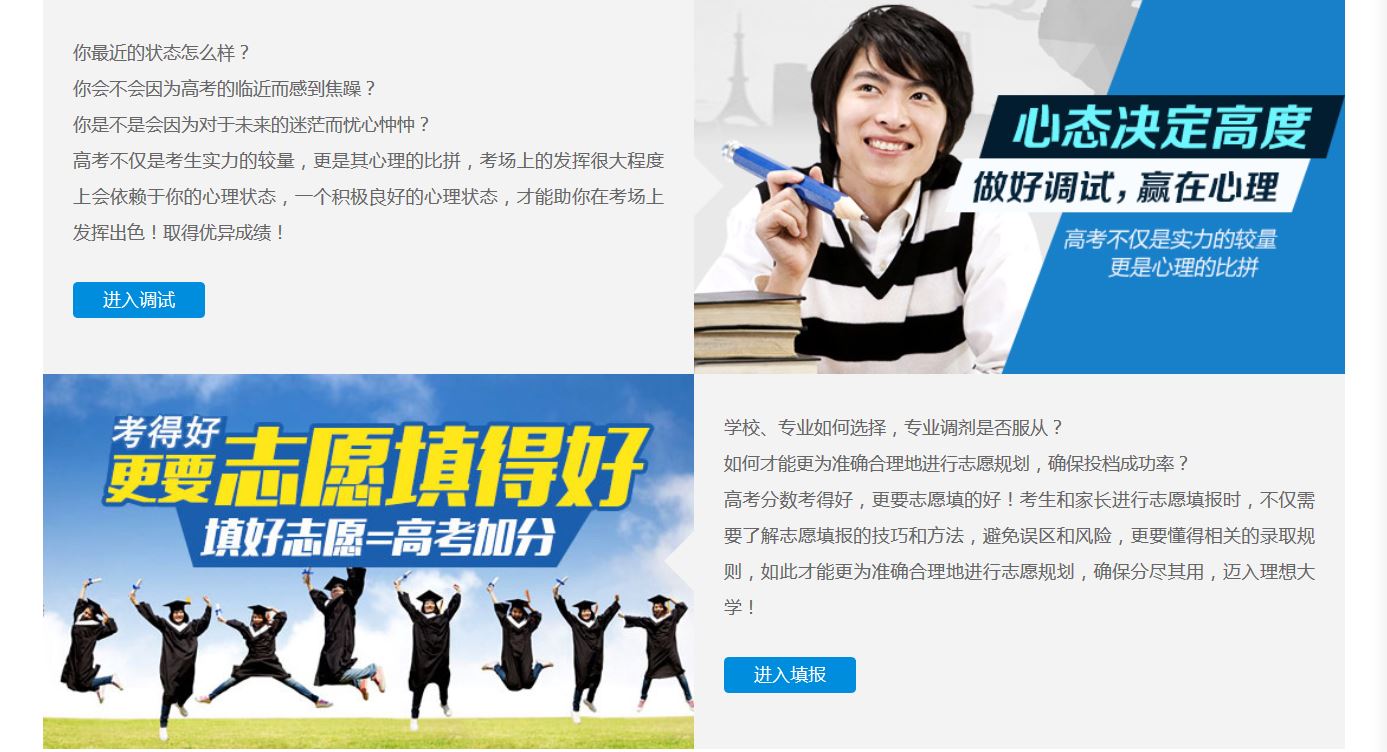 你最近的状态怎么样？
你会不会因为高考的临近而感到焦躁？
你是不是会因为对于未来的迷茫而忧心忡忡？
高考不仅是考生实力的较量，更是其心理的比拼，考场上的发挥很大程度
上会依赖于你的心理状态，一个积极良好的心理状态，才能助你在考场上
发挥出色！取得优异成绩！
进入调试
心态决定高度
做好调试，赢在心理
高考不仅是实力的较量
更是心理的比拼
考得好
更要志愿填得好
填好志愿=高考加分
学校、专业如何选择，专业调剂是否服从？
如何才能更为准确合理地进行志愿规划，确保投档成功率？
高考分数考得好，更要志愿填的好！考生和家长进行志愿填报时，不仅需
要了解志愿填报的技巧和方法，避免误区和风险，更要懂得相关的录取规
则，如此才能更为准确合理地进行志愿规划，确保分尽其用，迈入理想大
学！
进入填报